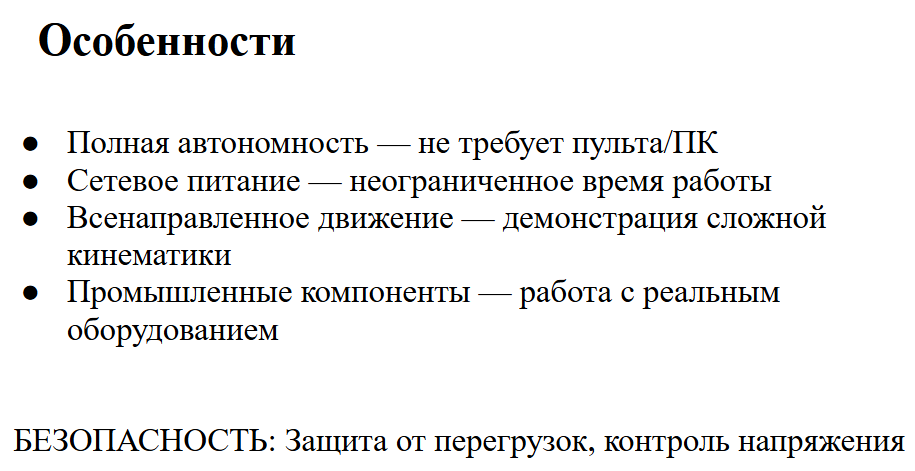 Особенности
● Полная автономность — не требует пульта/ПК
● Сетевое питание — неограниченное время работы
● Всенаправленное движение — демонстрация сложной
кинематики
● Промышленные компоненты — работа с реальным
оборудованием
БЕЗОПАСНОСТЬ: Защита от перегрузок, контроль напряжения